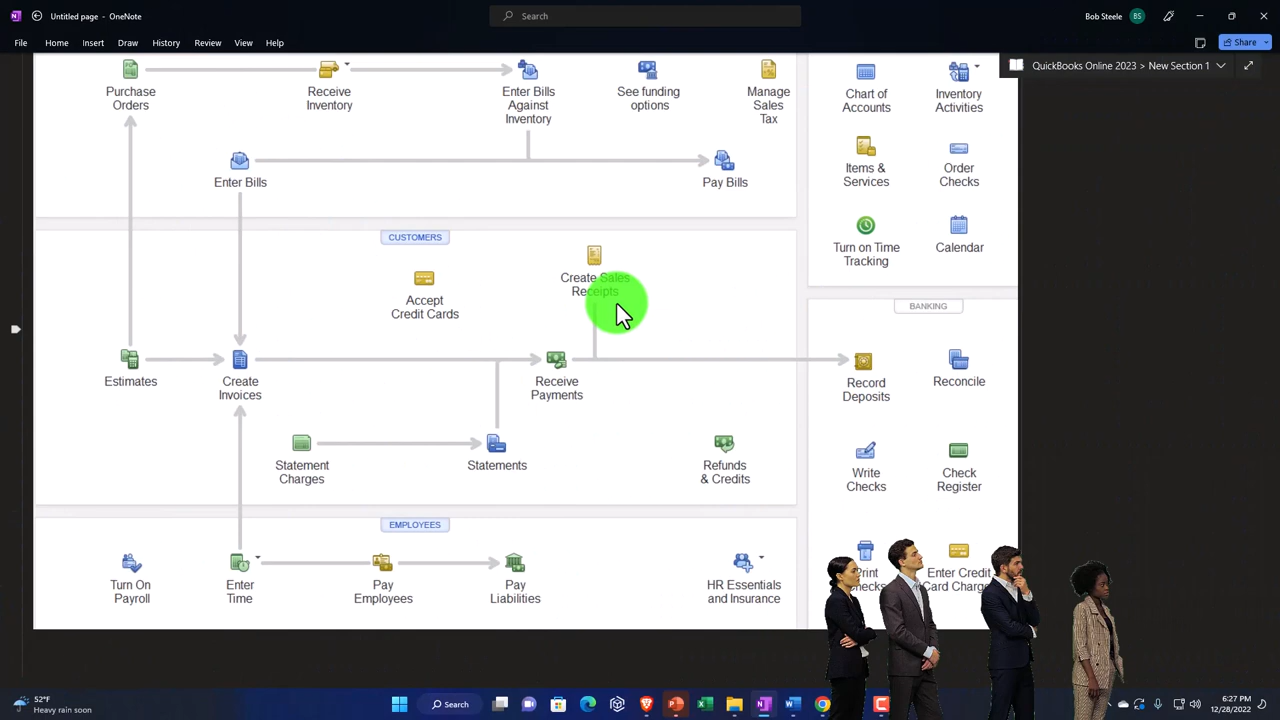 Untitled page - OneNote
Search
Bob Steele
BS
File Home Insert Draw History Review View Help
Share
QuickBooks Online 2023 > New Section 1
Purchase
Orders
Receive
Inventory
Enter Bills
Against
Inventory
See funding
options
Manage
Sales
Tax
Chart of
Accounts
Inventory
Activities
Enter Bills
Pay Bills
Items &
Services
Order
Checks
Turn on Time
Tracking
Calendar
CUSTOMERS
Accept
Credit Cards
Create Sales
Receipts
Estimates
Create
Invoices
Receive
Payments
Statement
Charges
Statements
Refunds
& Credits
BANKING
Record
Deposits
Reconcile
Write
Checks
Check
Register
Print
Checks
Enter Credit
Card Charges
EMPLOYEES
Turn On
Payroll
Enter
Time
Pay
Employees
Pay
Liabilities
HR Essentials
and Insurance
52°F
Heavy rain soon
Search
6:27 PM
12/28/2022